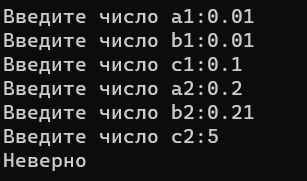 Введите число a1:0.01
Введите число b1:0.01
Введите число c1:0.1
Введите число a2:0.2
Введите число b2:0.21
Введите число c2:5
Неверно